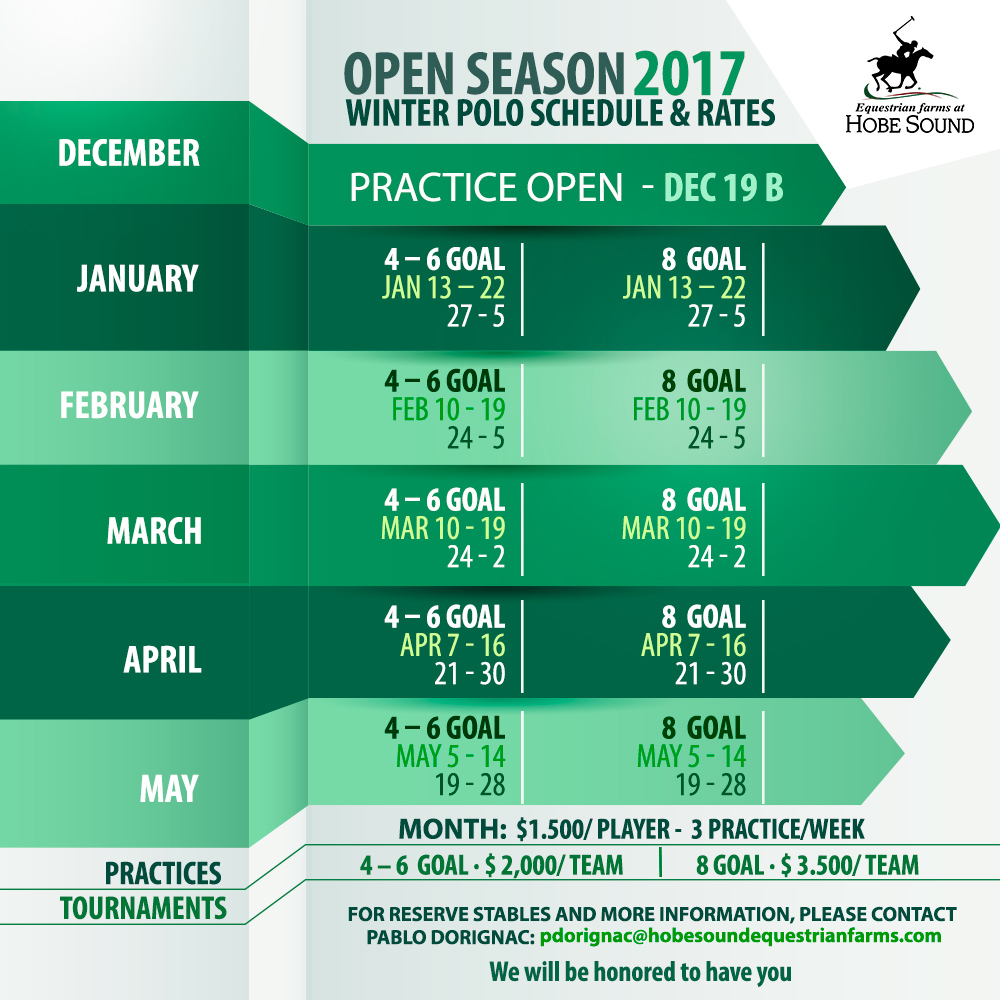 OPEN SEASON 2017
WINTER POLO SCHEDULE & RATES
Equestrian farms at
HOBE SOUND
DECEMBER
PRACTICE OPEN - DEC 19 B
JANUARY
4 – 6 GOAL
JAN 13 – 22
27 - 5
8 GOAL
JAN 13 – 22
27 - 5
FEBRUARY
4 – 6 GOAL
FEB 10 - 19
24 - 5
8 GOAL
FEB 10 - 19
24 - 5
MARCH
4 – 6 GOAL
MAR 10 - 19
24 - 2
8 GOAL
MAR 10 - 19
24 - 2
APRIL
4 – 6 GOAL
APR 7 - 16
21 - 30
8 GOAL
APR 7 - 16
21 - 30
MAY
4 – 6 GOAL
MAY 5 - 14
19 - 28
8 GOAL
MAY 5 - 14
19 - 28
PRACTICES
MONTH: $1.500/ PLAYER - 3 PRACTICE/WEEK
TOURNAMENTS
4 – 6 GOAL · $ 2,000/ TEAM
8 GOAL · $ 3.500/ TEAM
FOR RESERVE STABLES AND MORE INFORMATION, PLEASE CONTACT
PABLO DORIGNAC: pdorignac@hobesoundequestrianfarms.com
We will be honored to have you